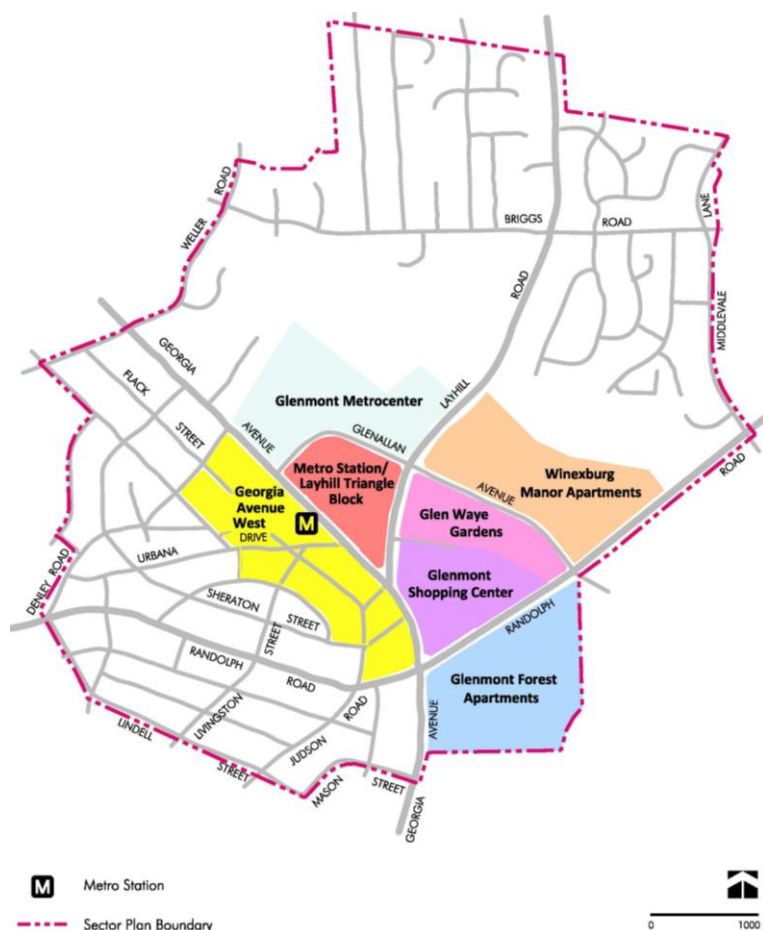 ROAD
WELLER
BRIGGS
ROAD
LANE
MIDDLEVALE
ROAD
GEORGIA
AVENUE
FLACK
STREET
LAYHILL
Glenmont Metrocenter
GLENALLAN
AVENUE
Metro Station/
Layhill Triangle
Block
Winexburg
Manor Apartments
ROAD
Georgia
Avenue
West
M
DRIVE
URBANA
Glen Waye
Gardens
Glenmont
Shopping Center
RANDOLPH
DENLEY ROAD
SHERATON
STREET
STREET
RANDOLPH
ROAD
Glenmont Forest
Apartments
LIVINGSTON
JUDSON
ROAD
AVENUE
LINDELL
STREET
MASON
STREET
GEORGIA
M Metro Station
Sector Plan Boundary
0 1000